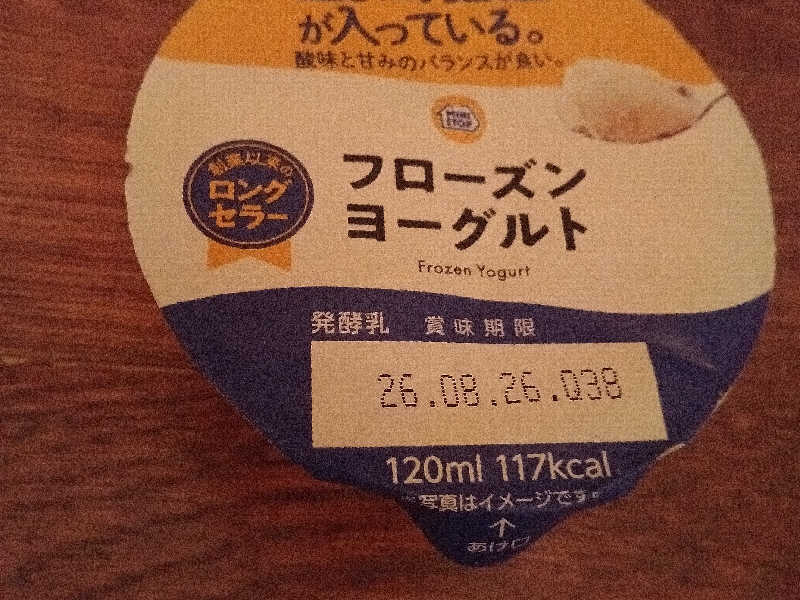 が入っている。
酸味と甘みのバランスが良い。
MINI
STOP
創業以来の
ロング
セラー
フローズン
ヨーグルト
Frozen Yogurt
発酵乳 賞味期限
26.08.26.038
120ml 117kcal
写真はイメージです。
↑
あけ口